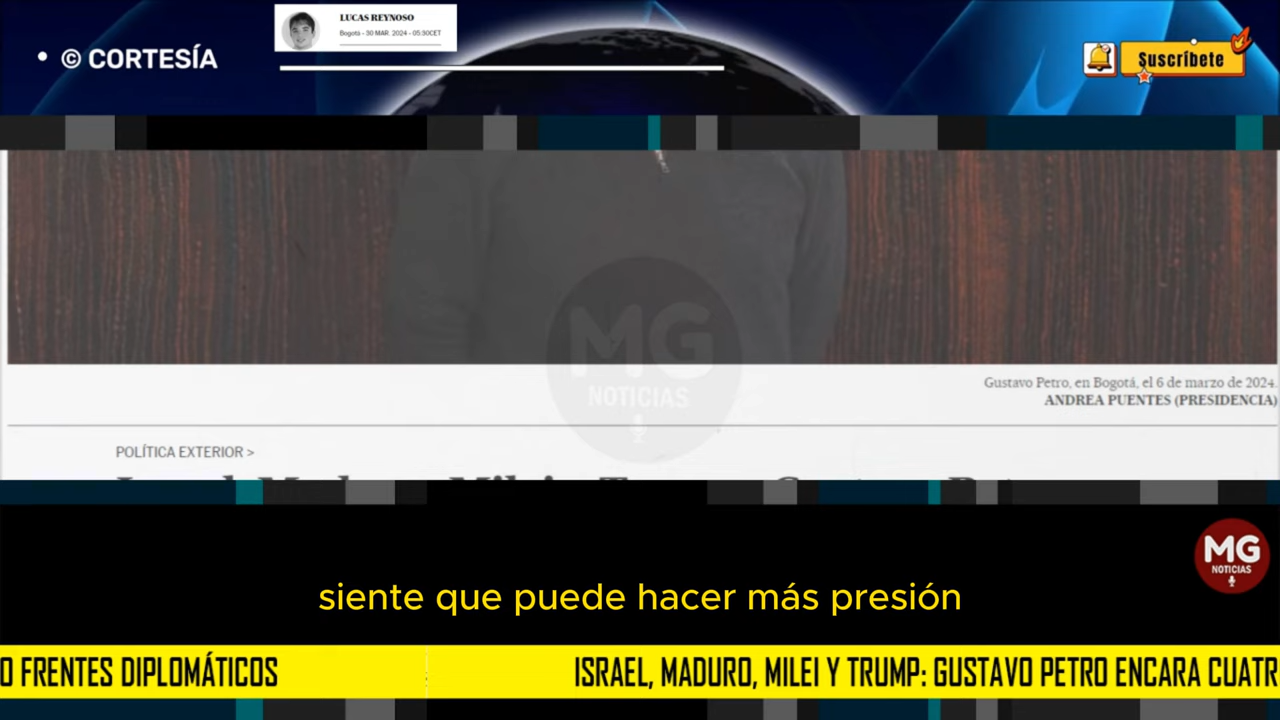 © CORTESÍA
LUCAS REYNOSO
Bogotá - 30 MAR. 2024 - 05:30CET
Suscríbete
MG
NOTICIAS
Gustavo Petro, en Bogotá, el 6 de marzo de 2024.
ANDREA PUENTES (PRESIDENCIA)
POLÍTICA EXTERIOR >
MG
NOTICIAS
siente que puede hacer más presión
O FRENTES DIPLOMÁTICOS
ISRAEL, MADURO, MILEI Y TRUMP: GUSTAVO PETRO ENCARA CUATR